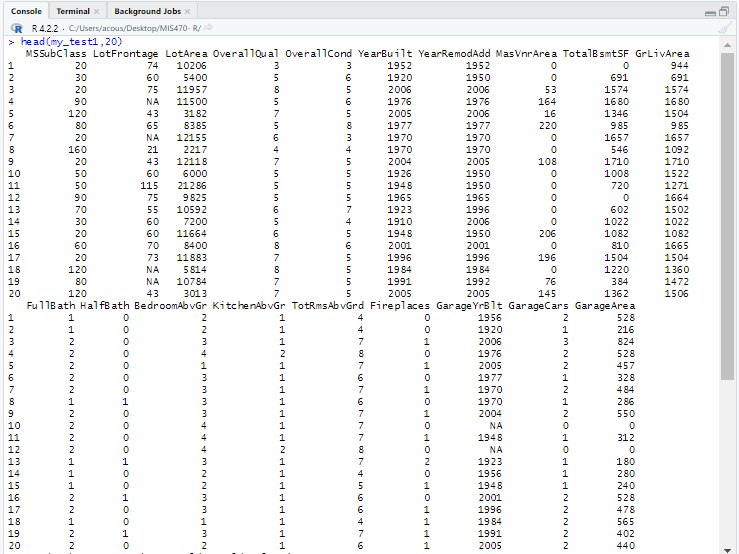 Console Terminal × Background Jobs ×
R 4.2.2 · C:/Users/acous/Desktop/MIS470- R/
> head(my_test1,20)
MSSubClass LotFrontage LotArea OverallQual OverallCond YearBuilt YearRemodAdd MasVnrArea TotalBsmtSF GrLivArea
1 20 74 10206 3 3 1952 1952 0 0 944
2 30 60 5400 5 6 1920 1950 0 691 691
3 20 75 11957 8 5 2006 2006 53 1574 1574
4 90 NA 11500 5 6 1976 1976 164 1680 1680
5 120 43 3182 7 5 2005 2006 16 1346 1504
6 80 65 8385 5 8 1977 1977 220 985 985
7 20 NA 12155 6 3 1970 1970 0 1657 1657
8 160 21 2217 4 4 1970 1970 0 546 1092
9 20 43 12118 7 5 2004 2005 108 1710 1710
10 50 60 6000 5 5 1926 1950 0 1008 1522
11 50 115 21286 5 5 1948 1950 0 720 1271
12 90 75 9825 5 5 1965 1965 0 0 1664
13 70 55 10592 6 7 1923 1996 0 602 1502
14 30 60 7200 5 4 1910 2006 0 1022 1022
15 20 60 11664 6 5 1948 1950 206 1082 1082
16 60 70 8400 8 6 2001 2001 0 810 1665
17 20 73 11883 7 5 1996 1996 196 1504 1504
18 120 NA 5814 8 5 1984 1984 0 1220 1360
19 80 NA 10784 7 5 1991 1992 76 384 1472
20 120 43 3013 7 5 2005 2005 145 1362 1506
FullBath HalfBath BedroomAbvGr KitchenAbvGr TotRmsAbvGrd Fireplaces GarageYrBlt GarageCars GarageArea
1 1 0 2 1 4 0 1956 2 528
2 1 0 2 1 4 0 1920 1 216
3 2 0 3 1 7 1 2006 3 824
4 2 0 4 2 8 0 1976 2 528
5 2 0 1 1 7 1 2005 2 457
6 2 0 3 1 6 0 1977 1 328
7 2 0 3 1 7 0 1970 2 484
8 1 1 3 1 6 0 1970 1 286
9 2 0 3 1 7 1 2004 2 550
10 2 0 4 1 7 0 NA 0 0
11 2 0 4 1 7 1 1948 1 312
12 2 0 4 2 8 0 NA 0 0
13 1 1 3 1 7 2 1923 1 180
14 1 0 2 1 4 0 1956 1 280
15 1 0 2 1 5 1 1948 1 240
16 2 1 3 1 6 0 2001 2 528
17 2 0 3 1 6 1 1996 2 478
18 1 0 1 1 4 1 1984 2 565
19 2 1 3 1 7 1 1991 2 402
20 2 0 2 1 6 1 2005 2 440